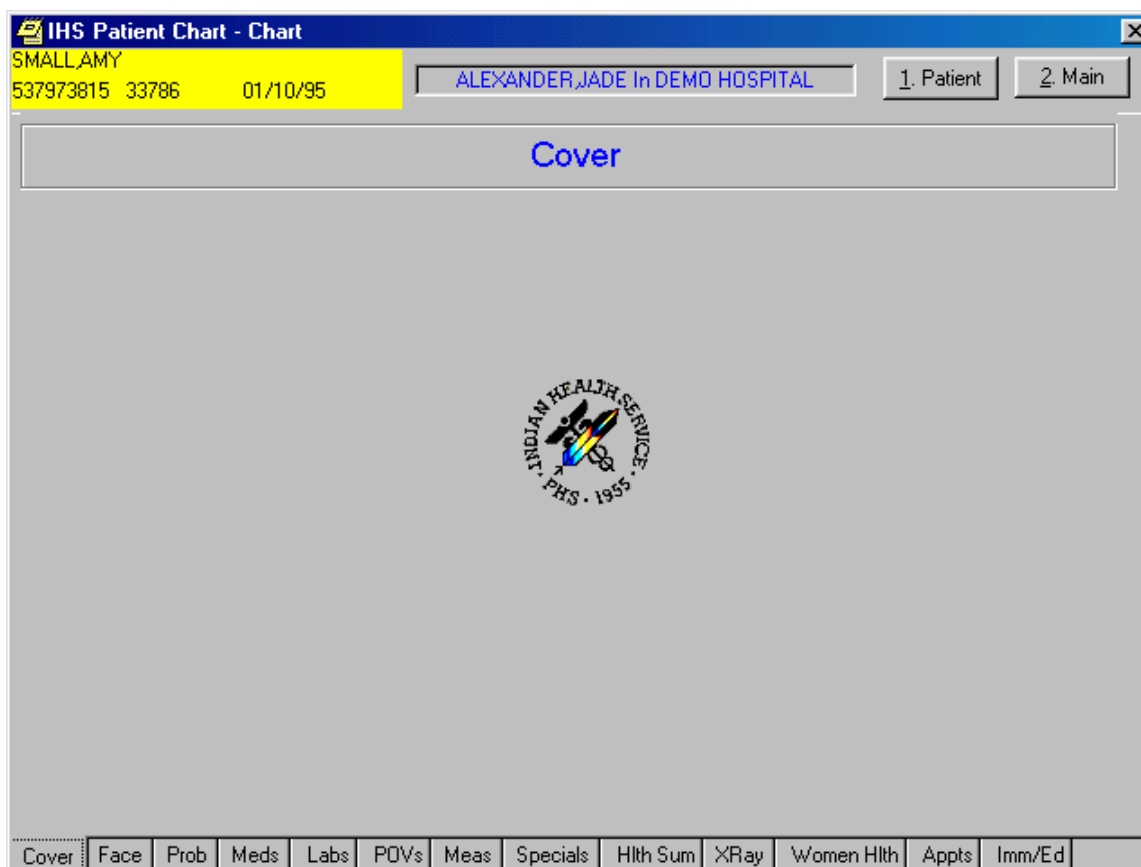 IHS Patient Chart - Chart
SMALL,AMY
537973815 33786 01/10/95
ALEXANDER,JADE In DEMO HOSPITAL
1. Patient
2. Main
Cover
INDIAN HEALTH SERVICE
PHS · 1955
Cover Face Prob Meds Labs POVs Meas Specials Hlth Sum XRay Women Hlth Appts Imm/Ed